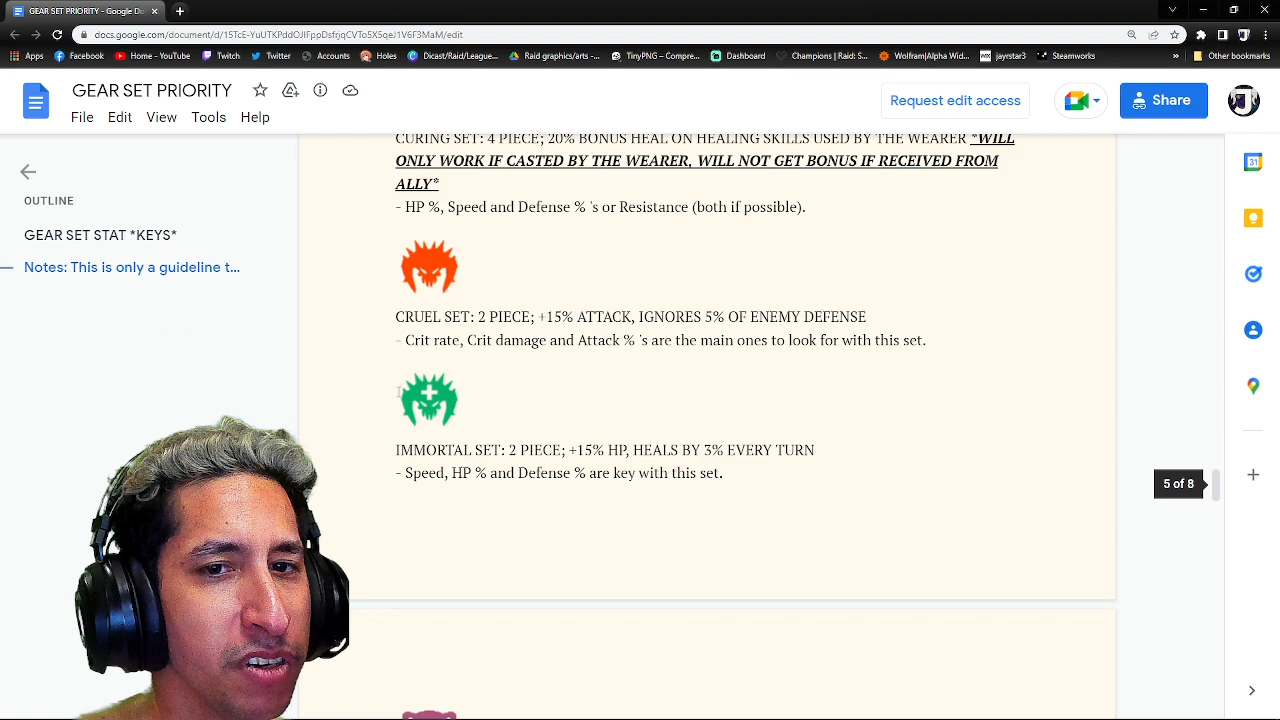 GEAR SET PRIORITY
docs.google.com/document/d/15TcE-YuUTKPddOJIFppDsfgjqCVTo5X5qeJ1V6F3MaM/edit
Apps Facebook Home - YouTube Twitch Accounts Holes Dicast/Raid/League... Raid graphics/arts -... TinyPNG – Compre... Dashboard Champions | Raid: S... Wolfram|Alpha Widg... jayrstar3 Steamworks Other bookmarks
GEAR SET PRIORITY
Request edit access
Share
File Edit View Tools Help
CURING SET: 4 PIECE; 20% BONUS HEAL ON HEALING SKILLS USED BY THE WEARER *WILL
ONLY WORK IF CASTED BY THE WEARER, WILL NOT GET BONUS IF RECEIVED FROM
ALLY*
- HP %, Speed and Defense % 's or Resistance (both if possible).
OUTLINE
GEAR SET STAT *KEYS*
Notes: This is only a guideline t...
CRUEL SET: 2 PIECE; +15% ATTACK, IGNORES 5% OF ENEMY DEFENSE
- Crit rate, Crit damage and Attack % 's are the main ones to look for with this set.
IMMORTAL SET: 2 PIECE; +15% HP, HEALS BY 3% EVERY TURN
- Speed, HP % and Defense % are key with this set.
5 of 8
31